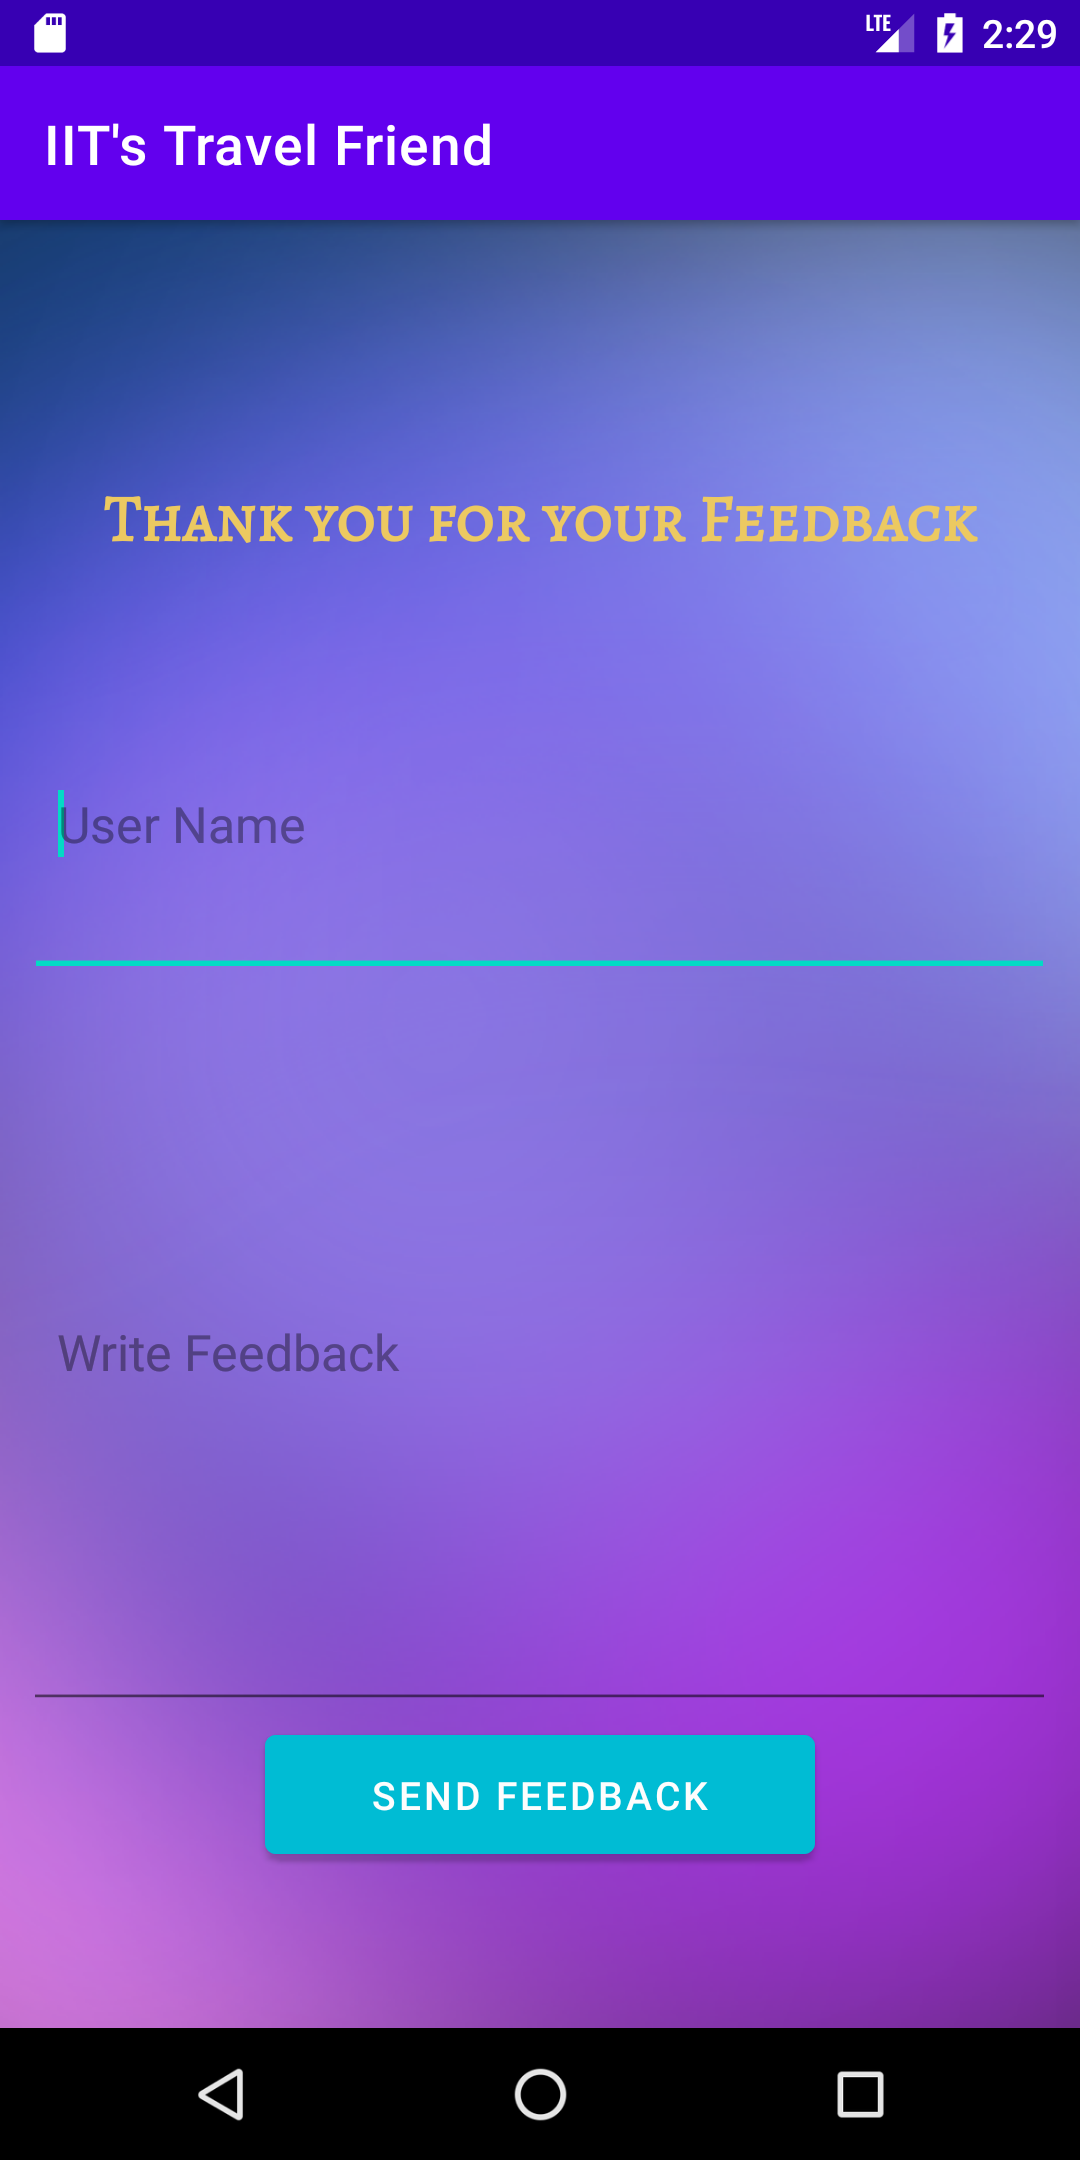 LTE 2:29
IIT's Travel Friend
Thank you for your Feedback
User Name
Write Feedback
SEND FEEDBACK